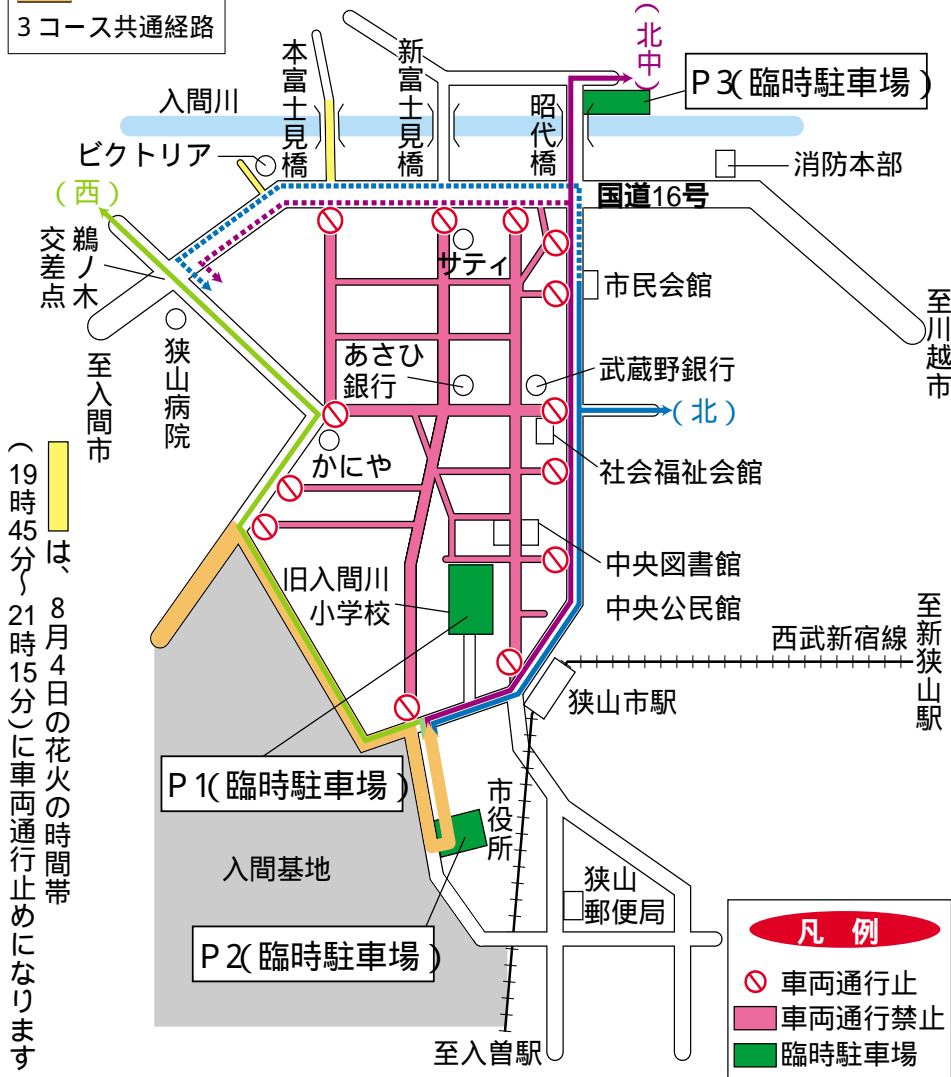 3コース共通経路
(北中)
P3(臨時駐車場)
本富士見橋
新富士見橋
昭代橋
入間川
ビクトリア
消防本部
(西)
国道16号
鵜ノ木
交差点
サティ
市民会館
至川越市
至入間市
狭山病院
あさひ
銀行
武蔵野銀行
(北)
かにや
社会福祉会館
中央図書館
旧入間川
小学校
中央公民館
至新狭山駅
西武新宿線
狭山市駅
P1(臨時駐車場)
市役所
入間基地
狭山
郵便局
P2(臨時駐車場)
至入曽駅
は、8月4日の花火の時間帯
(19時45分～21時15分)に車両通行止めになります
凡例
車両通行止
車両通行禁止
臨時駐車場